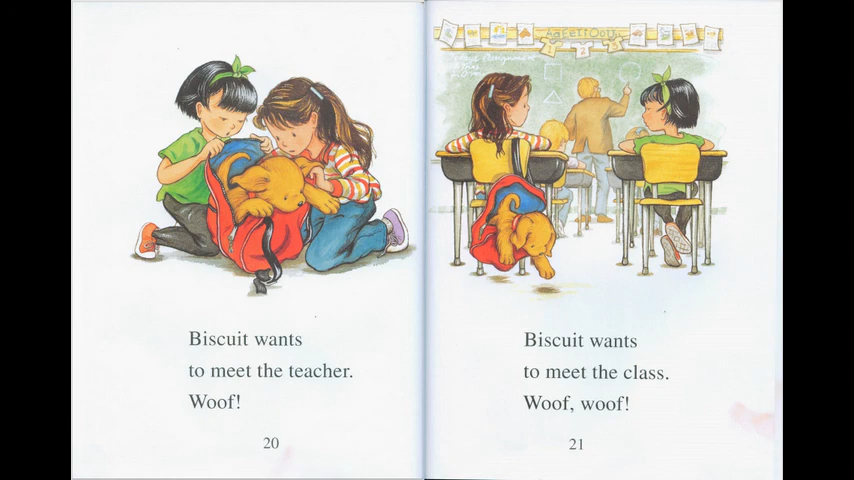 Biscuit wants
to meet the teacher.
Woof!
20
1 2 3
Biscuit wants
to meet the class.
Woof, woof!
21